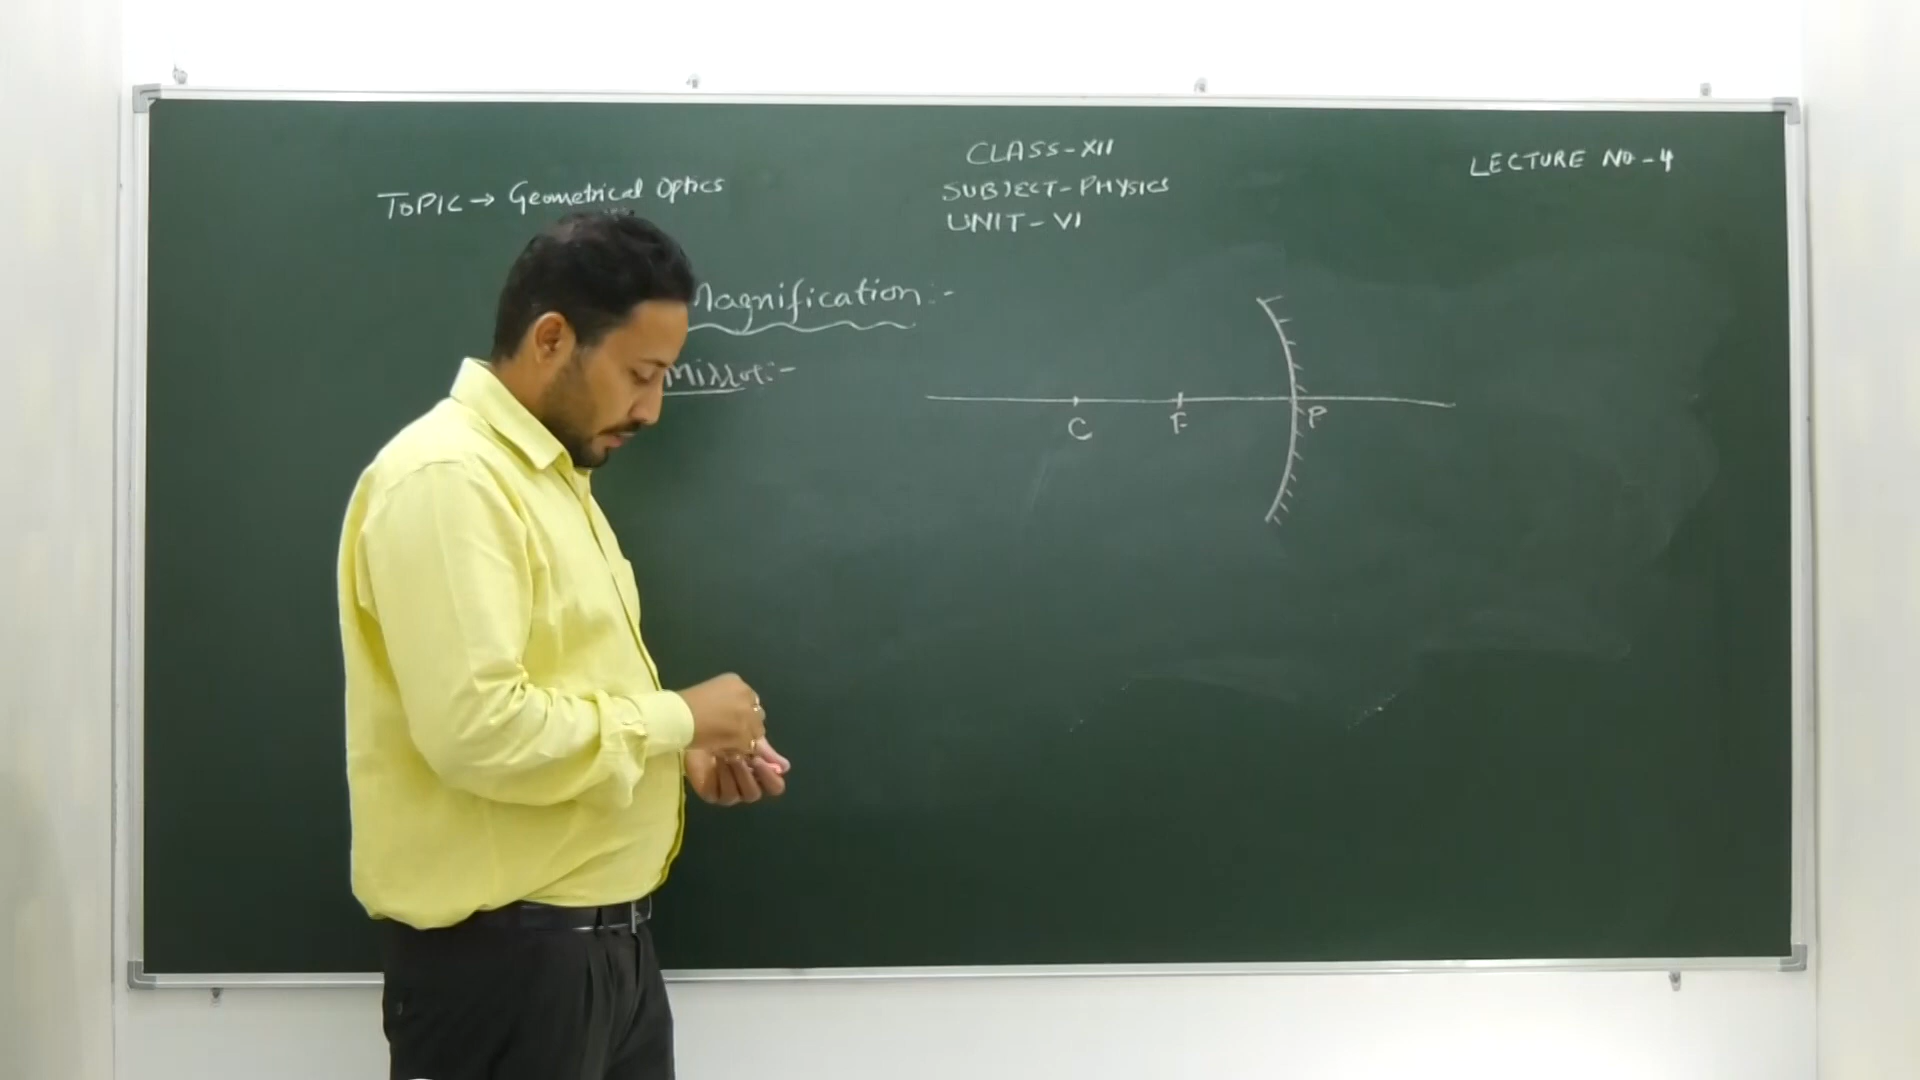 CLASS-XII
LECTURE NO-4
TOPIC → Geometrical Optics
SUBJECT-PHYSICS
UNIT-VI
Magnification:-
Mirror:-
C
F
P